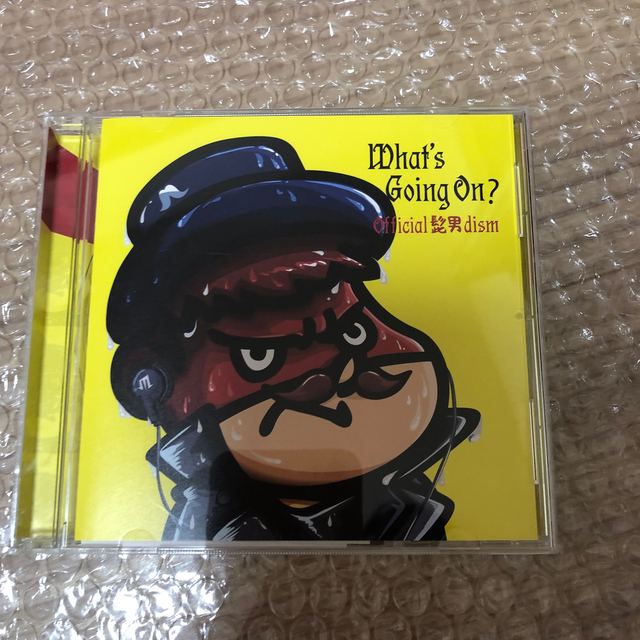 What's
Going On?
Official髭男dism
m